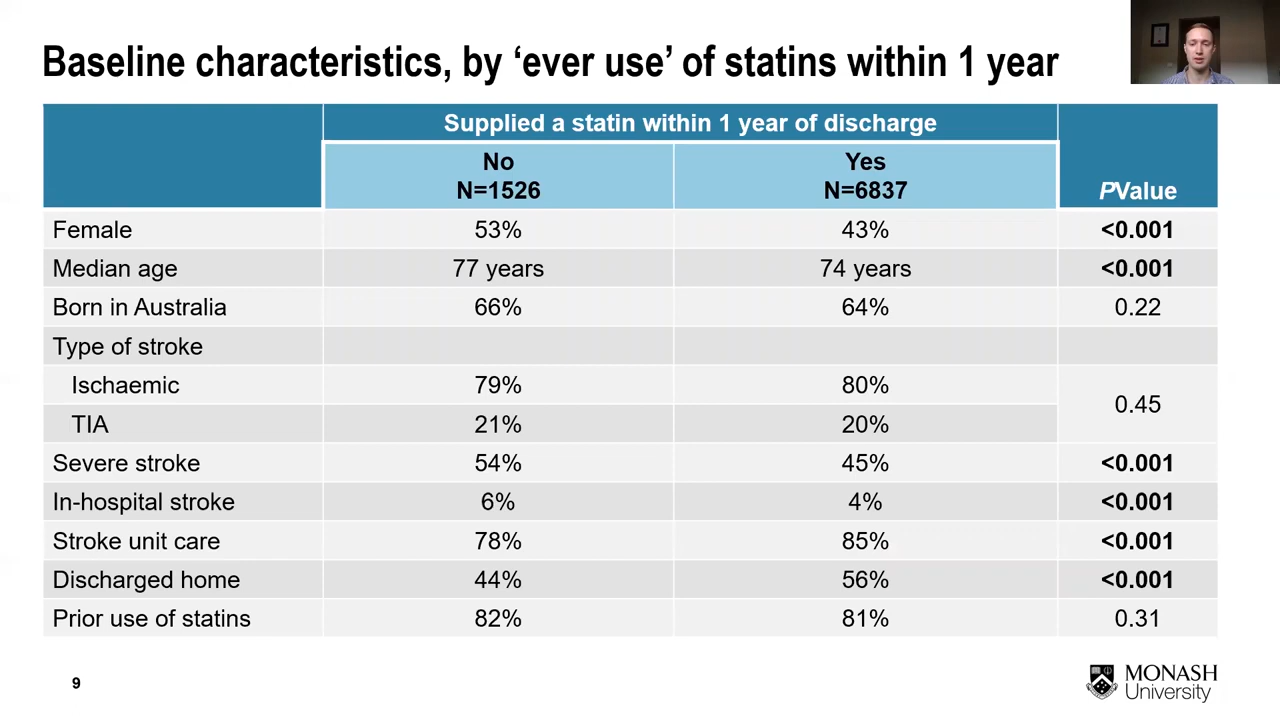 Baseline characteristics, by ‘ever use’ of statins within 1 year
Supplied a statin within 1 year of discharge
No
N=1526
Yes
N=6837
PValue
Female 53% 43% <0.001
Median age 77 years 74 years <0.001
Born in Australia 66% 64% 0.22
Type of stroke
Ischaemic 79% 80%
0.45
TIA 21% 20%
Severe stroke 54% 45% <0.001
In-hospital stroke 6% 4% <0.001
Stroke unit care 78% 85% <0.001
Discharged home 44% 56% <0.001
Prior use of statins 82% 81% 0.31
9
MONASH
University